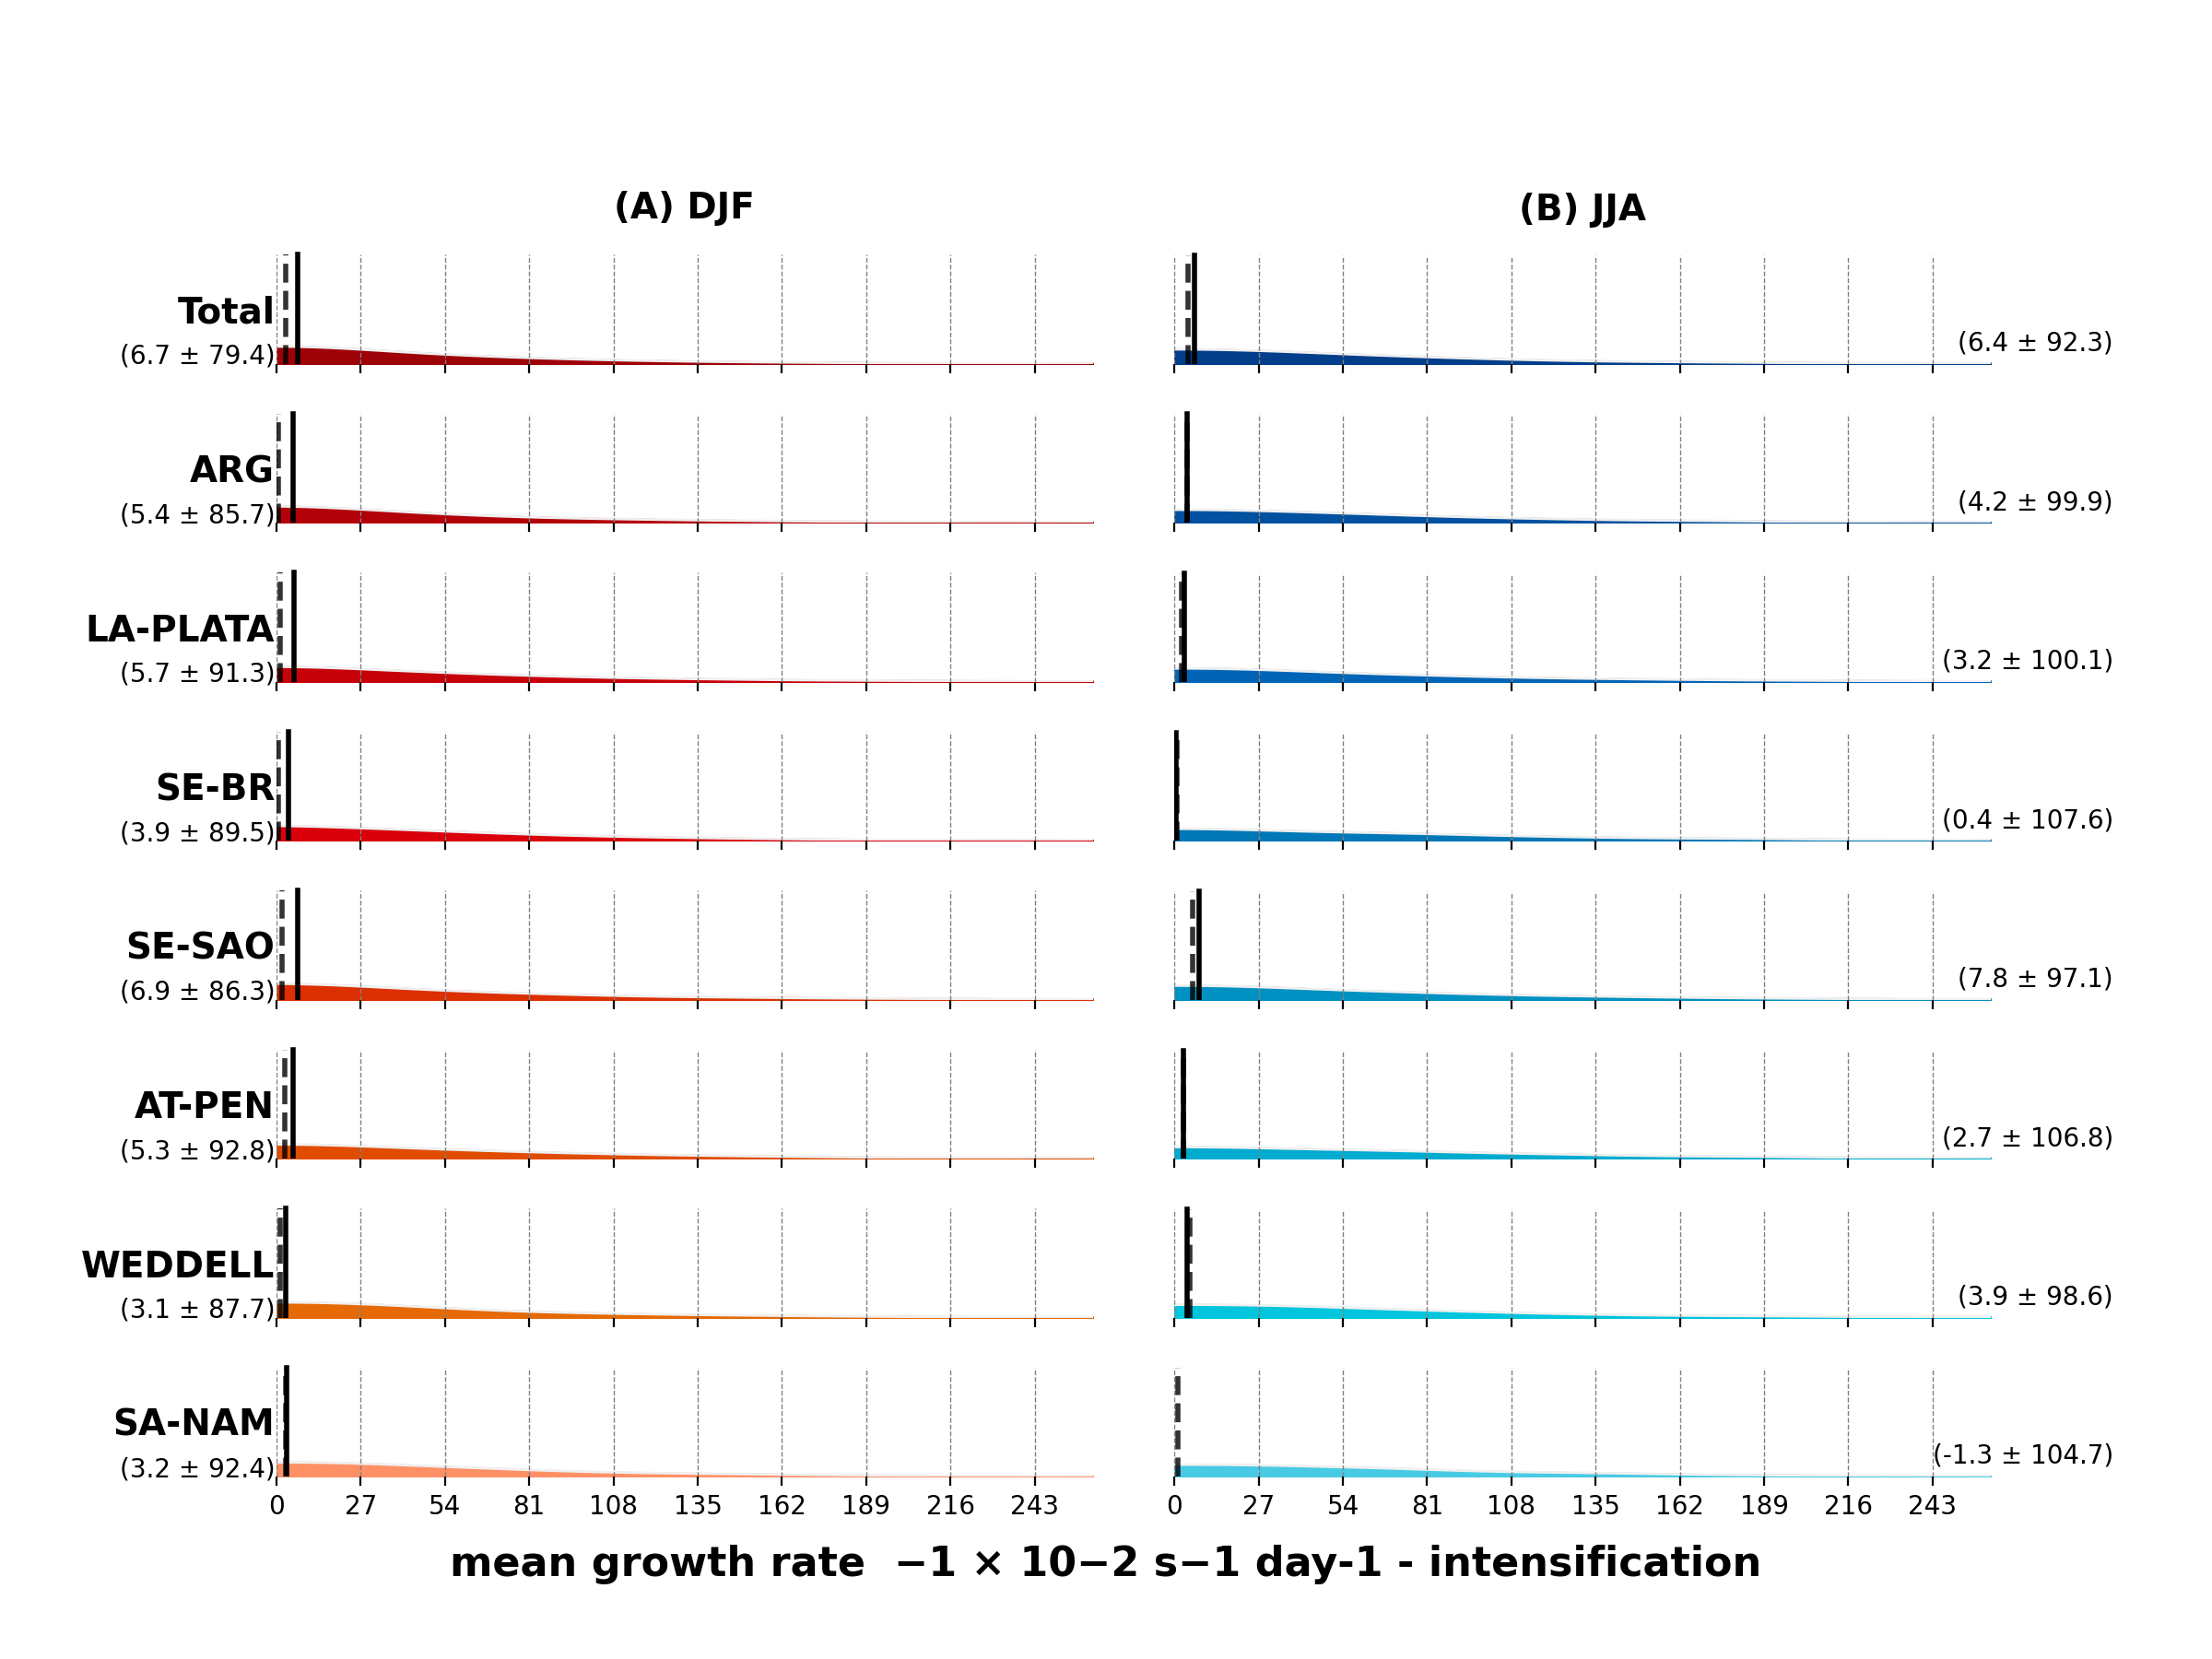 (A) DJF
(B) JJA
Total
(6.7 ± 79.4)
(6.4 ± 92.3)
ARG
(5.4 ± 85.7)
(4.2 ± 99.9)
LA-PLATA
(5.7 ± 91.3)
(3.2 ± 100.1)
SE-BR
(3.9 ± 89.5)
(0.4 ± 107.6)
SE-SAO
(6.9 ± 86.3)
(7.8 ± 97.1)
AT-PEN
(5.3 ± 92.8)
(2.7 ± 106.8)
WEDDELL
(3.1 ± 87.7)
(3.9 ± 98.6)
SA-NAM
(3.2 ± 92.4)
(-1.3 ± 104.7)
0 27 54 81 108 135 162 189 216 243
0 27 54 81 108 135 162 189 216 243
mean growth rate −1 × 10−2 s−1 day-1 - intensification